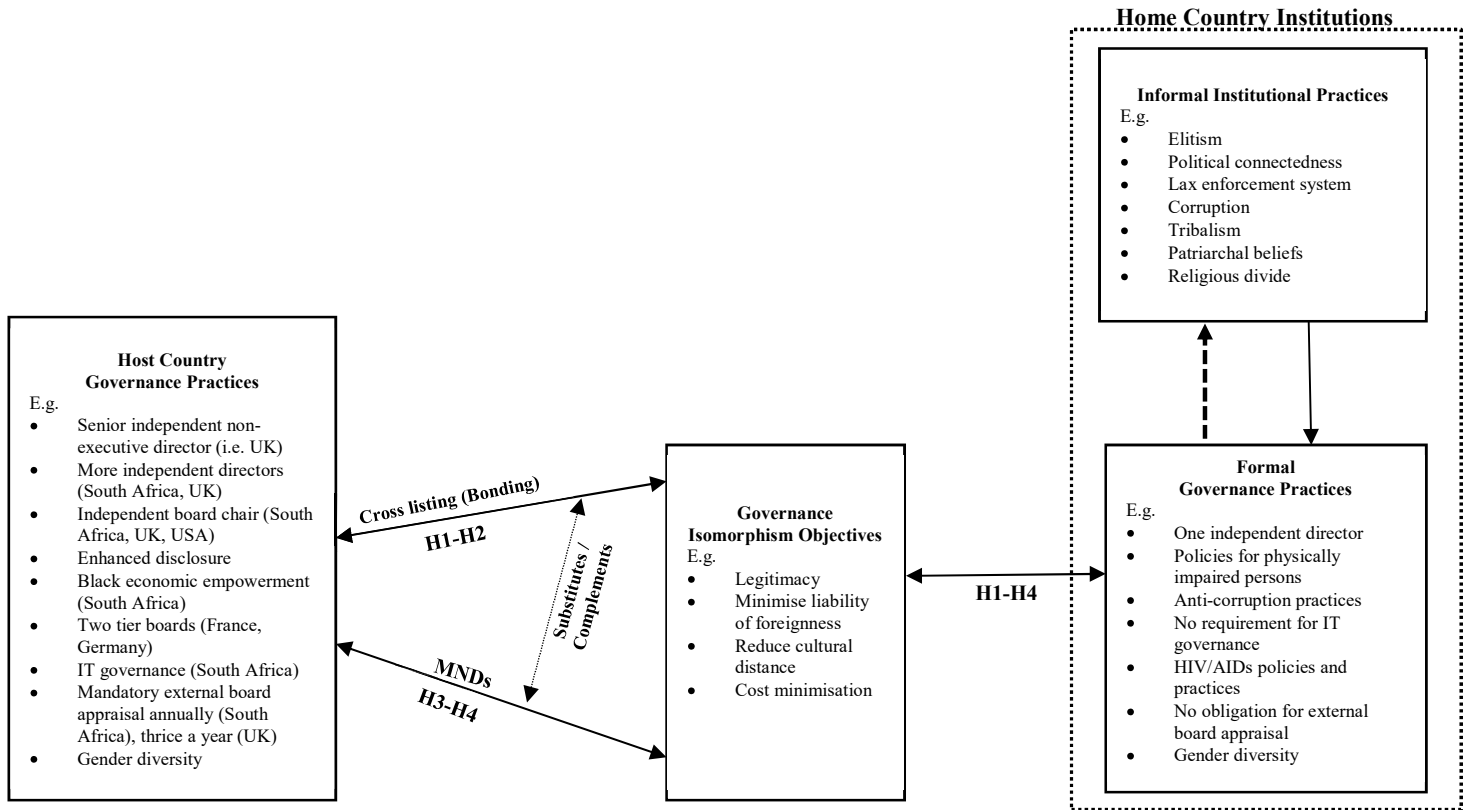 Home Country Institutions
Informal Institutional Practices
E.g.
● Elitism
● Political connectedness
● Lax enforcement system
● Corruption
● Tribalism
● Patriarchal beliefs
● Religious divide
Host Country
Governance Practices
E.g.
● Senior independent non-
executive director (i.e. UK)
● More independent directors
(South Africa, UK)
● Independent board chair (South
Africa, UK, USA)
● Enhanced disclosure
● Black economic empowerment
(South Africa)
● Two tier boards (France,
Germany)
● IT governance (South Africa)
● Mandatory external board
appraisal annually (South
Africa), thrice a year (UK)
● Gender diversity
Cross listing (Bonding)
H1-H2
Substitutes /
Complements
MNDs
H3-H4
Governance
Isomorphism Objectives
E.g.
● Legitimacy
● Minimise liability
of foreignness
● Reduce cultural
distance
● Cost minimisation
H1-H4
Formal
Governance Practices
E.g.
● One independent director
● Policies for physically
impaired persons
● Anti-corruption practices
● No requirement for IT
governance
● HIV/AIDs policies and
practices
● No obligation for external
board appraisal
● Gender diversity